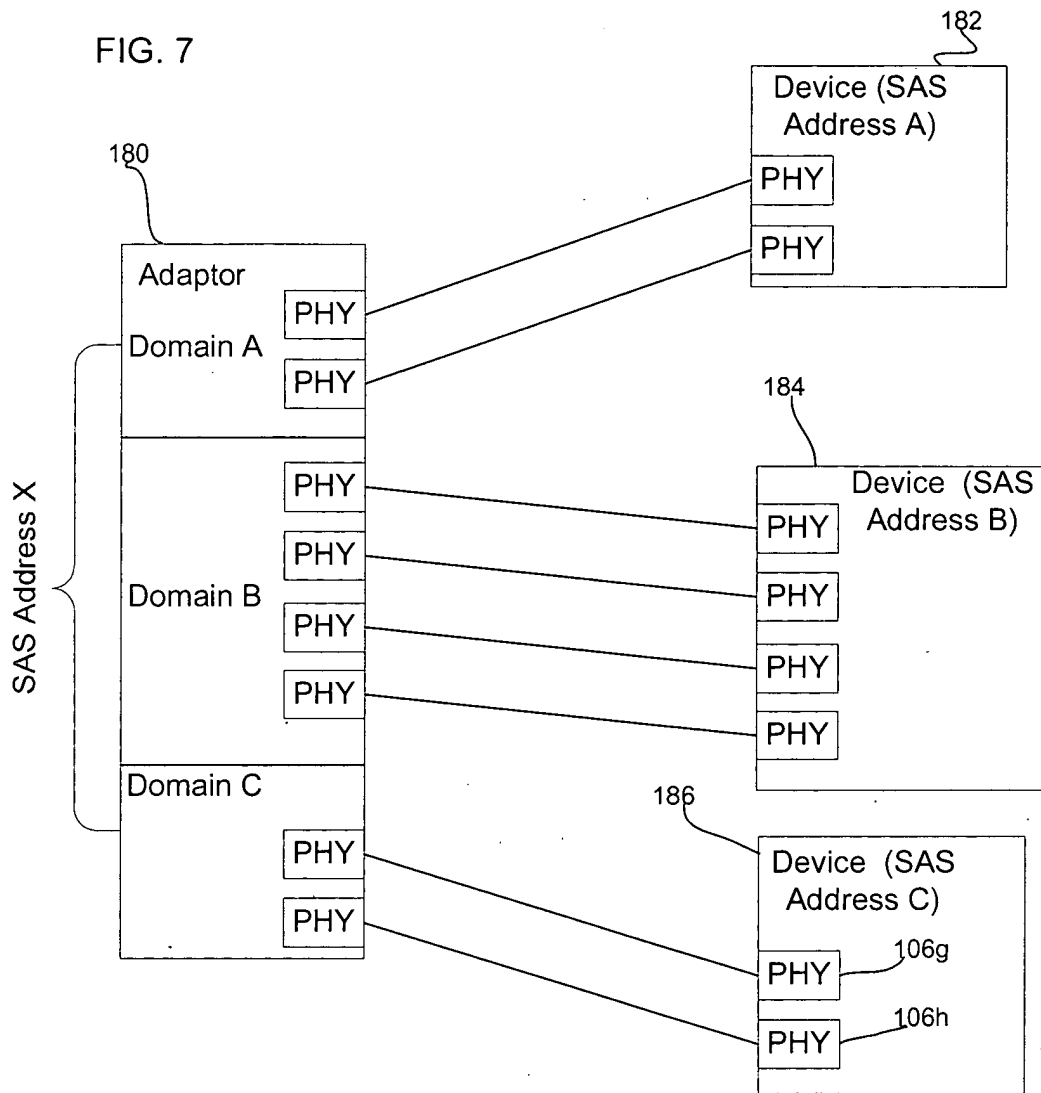 FIG. 7
180
Adaptor
PHY
Domain A
PHY
PHY
PHY
Domain B
PHY
PHY
Domain C
PHY
PHY
SAS Address X
182
Device (SAS
Address A)
PHY
PHY
184
Device (SAS
Address B)
PHY
PHY
PHY
PHY
186
Device (SAS
Address C)
PHY
106g
PHY
106h